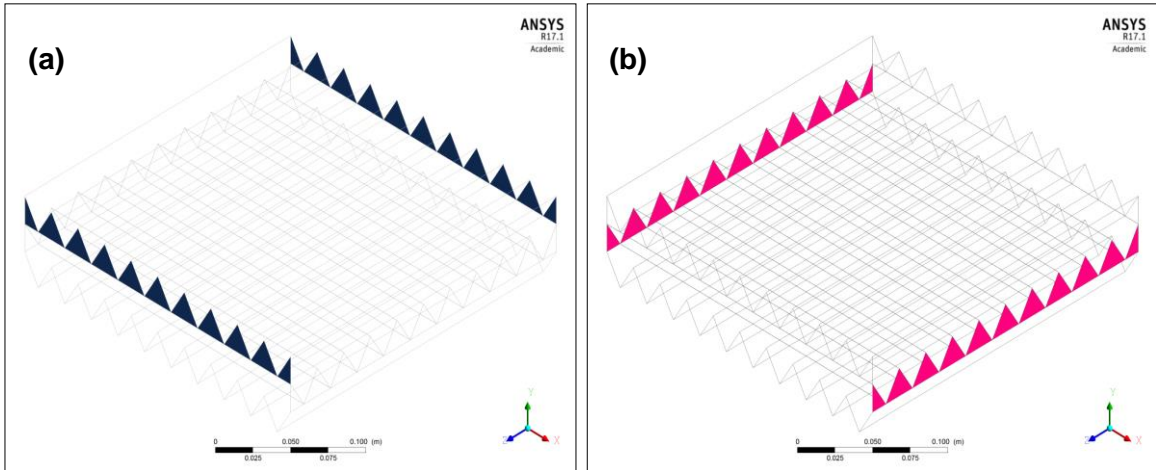 (a)
ANSYS
R17.1
Academic
Y
Z
X
0
0.050
0.100 (m)
0.025
0.075
(b)
ANSYS
R17.1
Academic
Y
Z
X
0
0.050
0.100 (m)
0.025
0.075